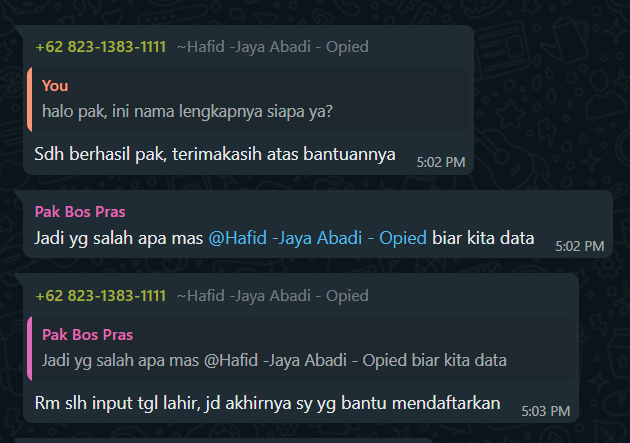 +62 823-1383-1111 ~Hafid -Jaya Abadi - Opied
You
halo pak, ini nama lengkapnya siapa ya?
Sdh berhasil pak, terimakasih atas bantuannya
5:02 PM
Pak Bos Pras
Jadi yg salah apa mas @Hafid -Jaya Abadi - Opied biar kita data
5:02 PM
+62 823-1383-1111 ~Hafid -Jaya Abadi - Opied
Pak Bos Pras
Jadi yg salah apa mas @Hafid -Jaya Abadi - Opied biar kita data
Rm slh input tgl lahir, jd akhirnya sy yg bantu mendaftarkan
5:03 PM